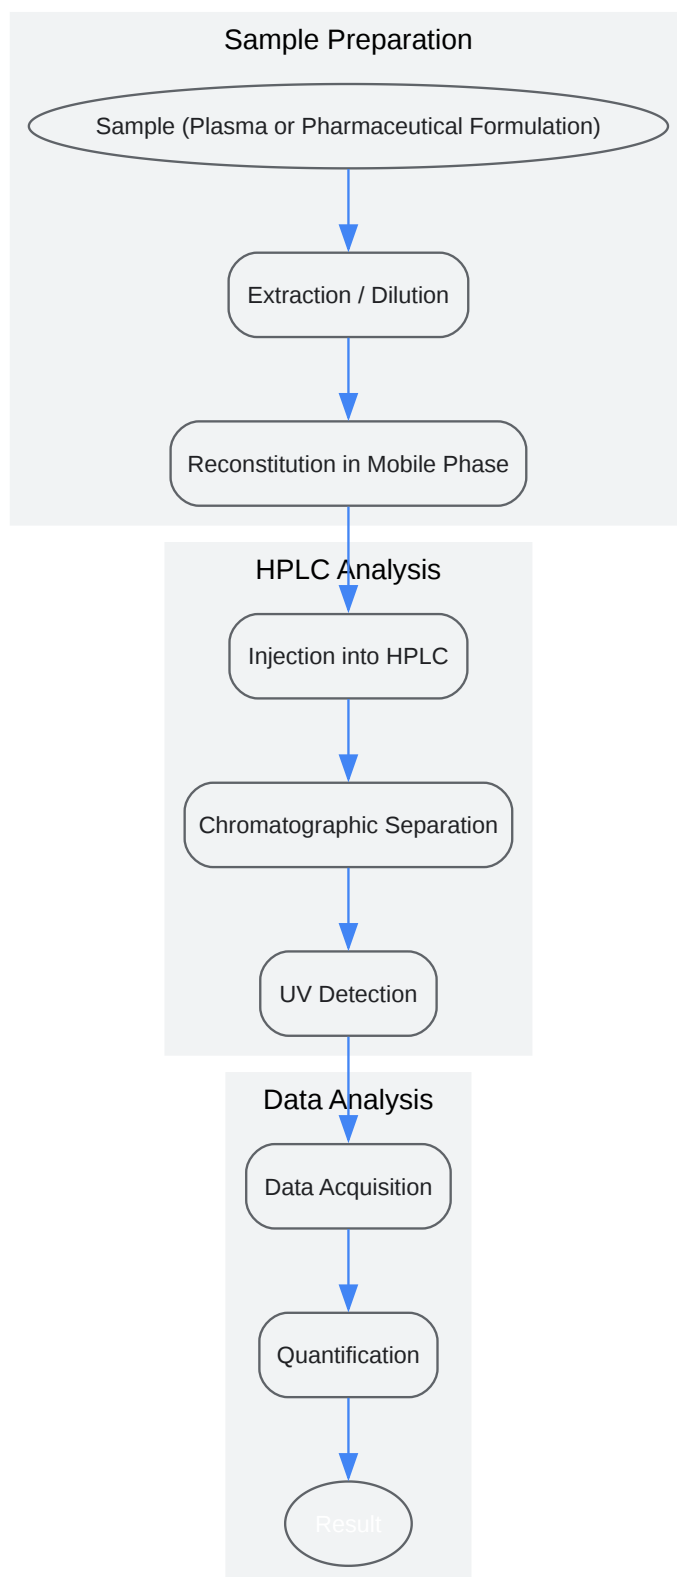 Sample Preparation
Sample (Plasma or Pharmaceutical Formulation)
Extraction / Dilution
Reconstitution in Mobile Phase
HPLC Analysis
Injection into HPLC
Chromatographic Separation
UV Detection
Data Analysis
Data Acquisition
Quantification
Result